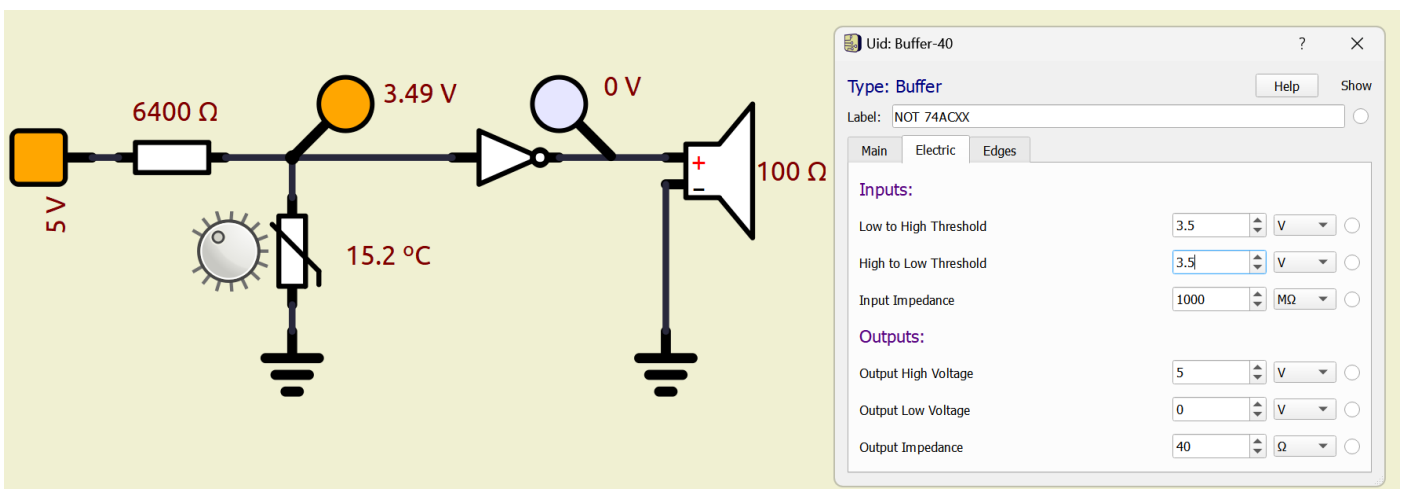 6400 Ω
3.49 V
0 V
5 V
+
−
100 Ω
15.2 ºC
Uid: Buffer-40
?
Type: Buffer
Help
Show
Label:
NOT 74ACXX
Main
Electric
Edges
Inputs:
Low to High Threshold
3.5
V
High to Low Threshold
3.5
V
Input Impedance
1000
MΩ
Outputs:
Output High Voltage
5
V
Output Low Voltage
0
V
Output Impedance
40
Ω